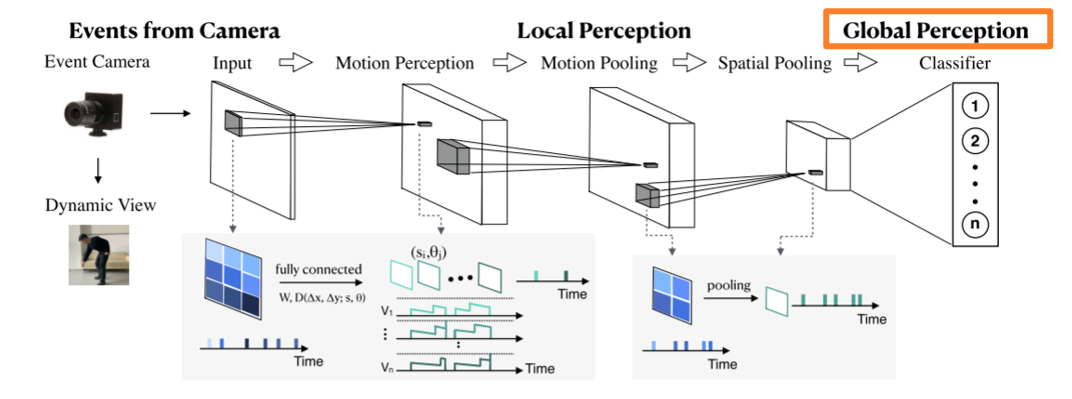 Events from Camera
Local Perception
Global Perception
Event Camera
Input
Motion Perception
Motion Pooling
Spatial Pooling
Classifier
Dynamic View
1
2
n
(sᵢ,θⱼ)
fully connected
W, D(Δx, Δy; s, θ)
Time
V₁
Vₙ
Time
Time
pooling
Time
Time